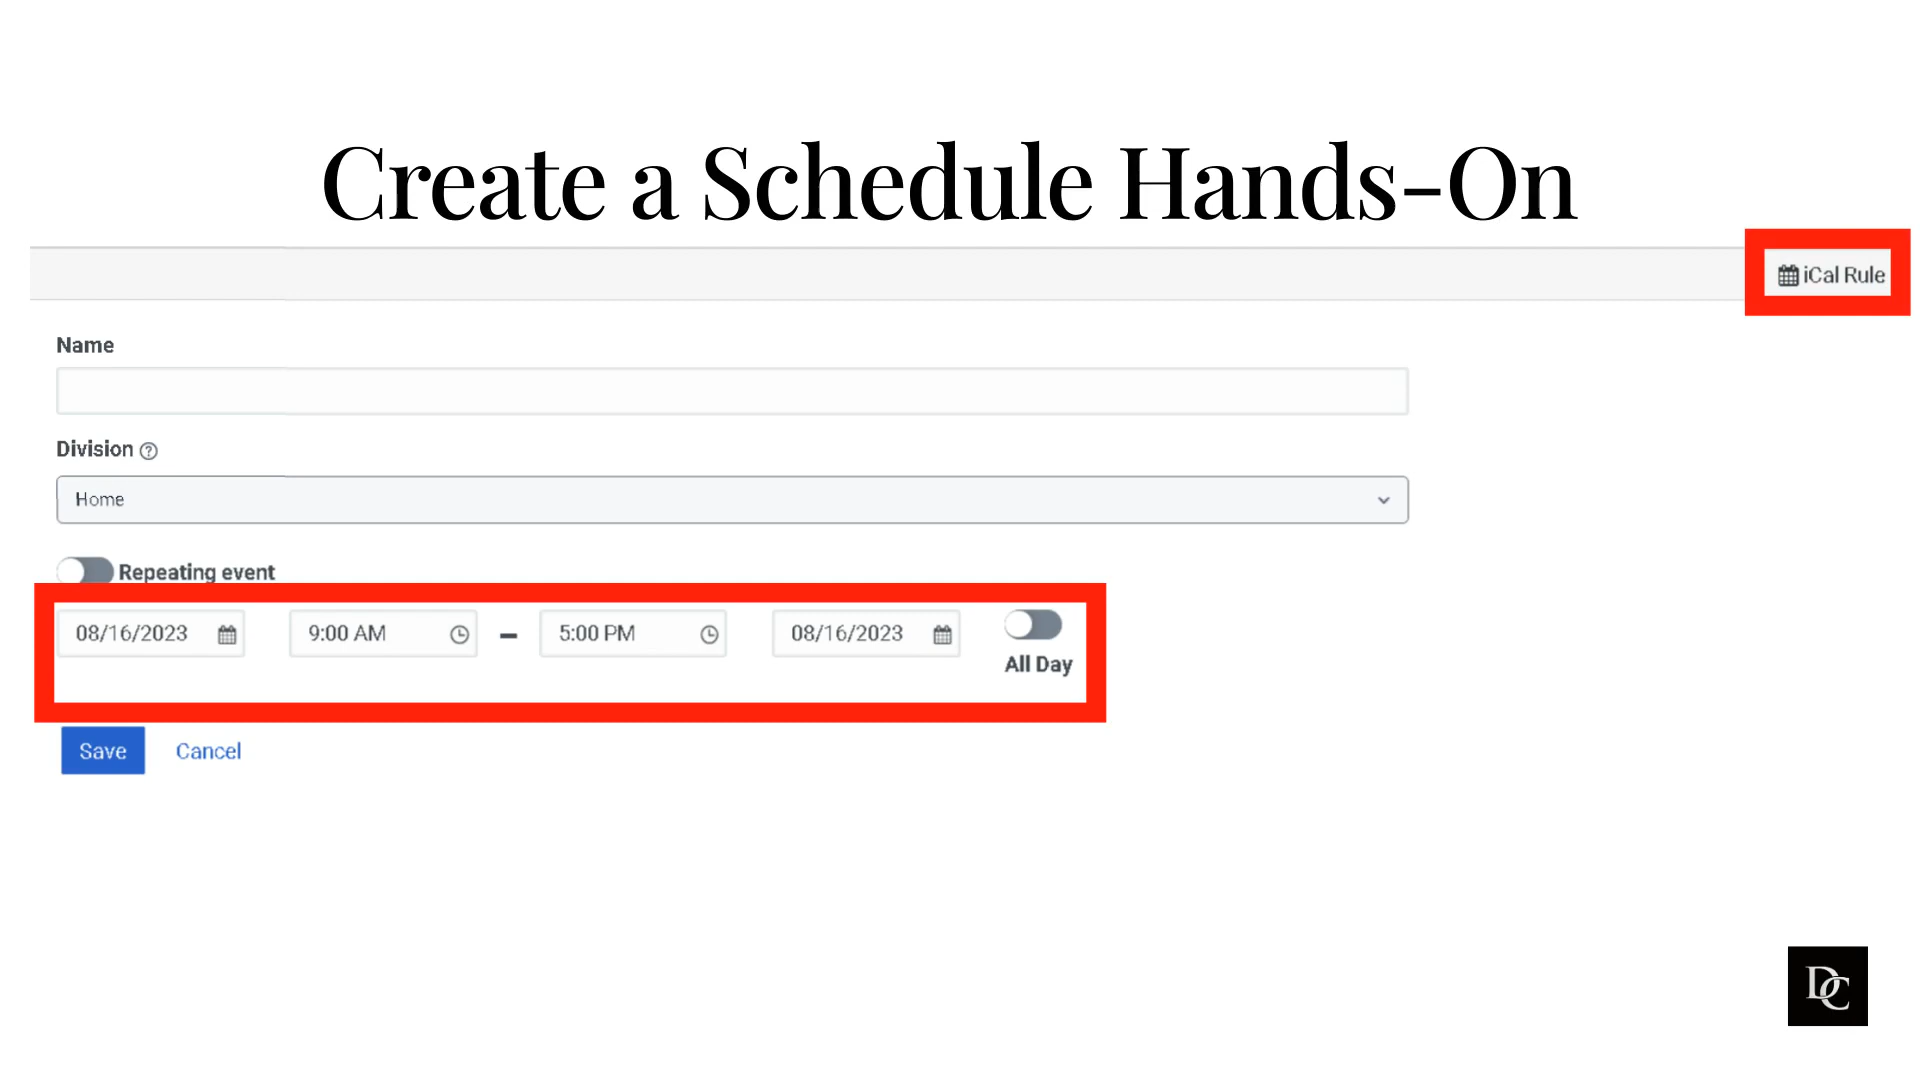 Create a Schedule Hands-On
iCal Rule
Name
Division ?
Home
Repeating event
08/16/2023 9:00 AM – 5:00 PM 08/16/2023
All Day
Save Cancel
DC